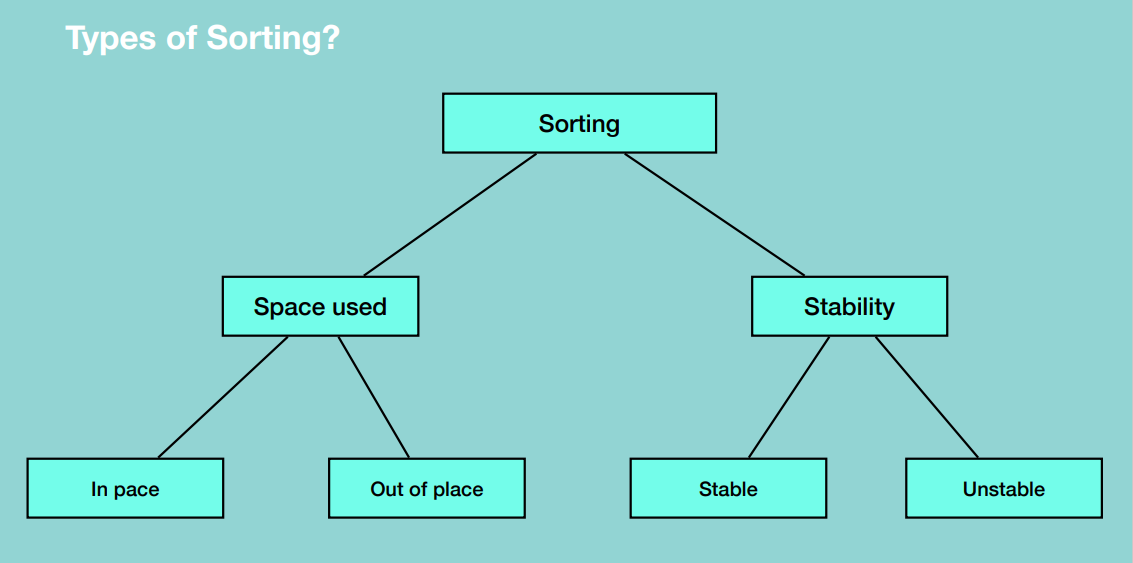 Types of Sorting?
Sorting
Space used
Stability
In pace
Out of place
Stable
Unstable